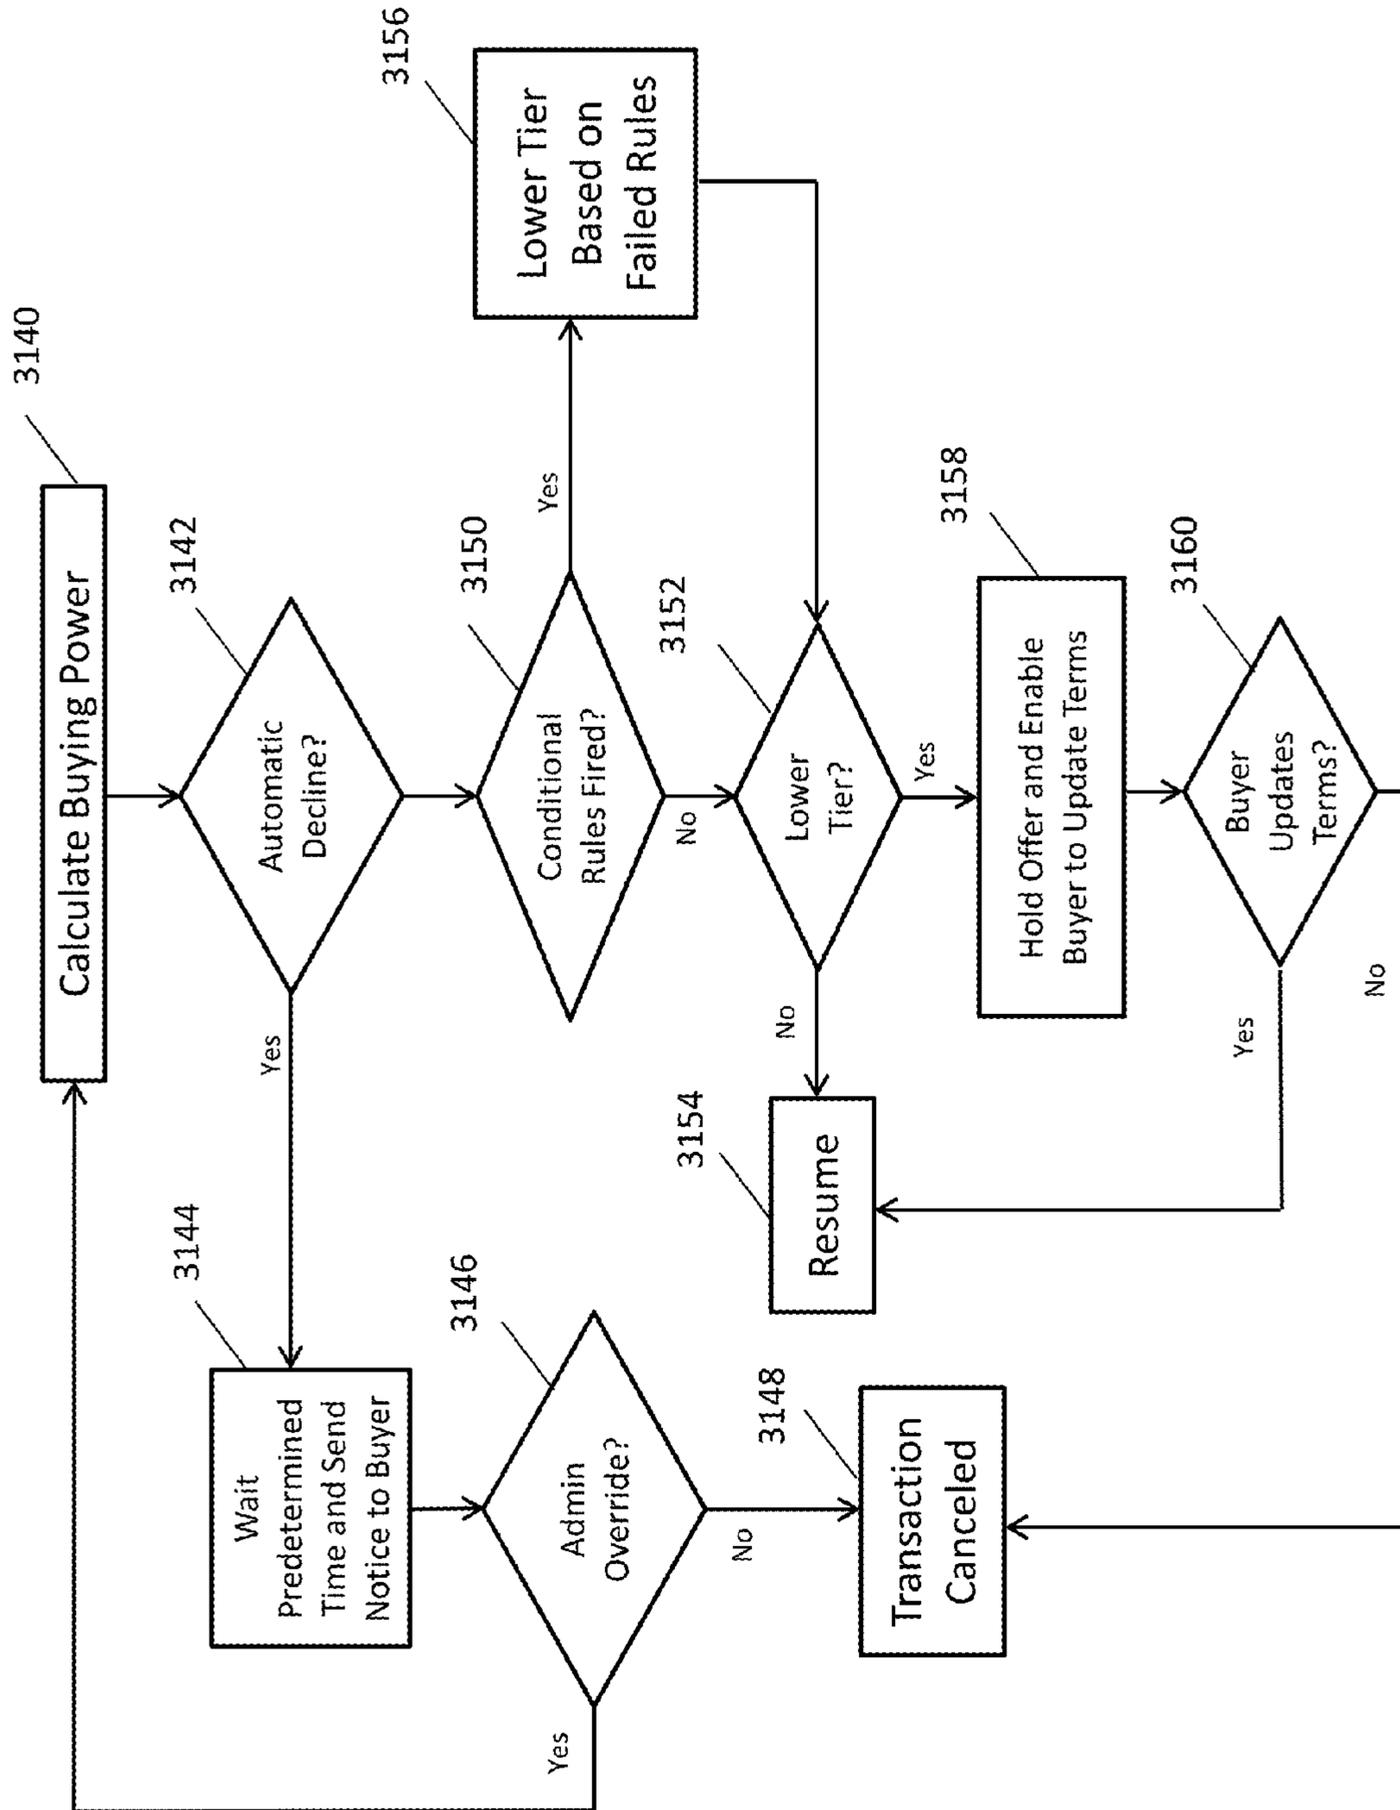 3140
Calculate Buying Power
3142
Automatic
Decline?
Yes
3144
Wait
Predetermined
Time and Send
Notice to Buyer
3146
Admin
Override?
Yes
No
3148
Transaction
Canceled
3150
Conditional
Rules Fired?
Yes
No
3156
Lower Tier
Based on
Failed Rules
3152
Lower
Tier?
No
Yes
3154
Resume
3158
Hold Offer and Enable
Buyer to Update Terms
3160
Buyer
Updates
Terms?
Yes
No